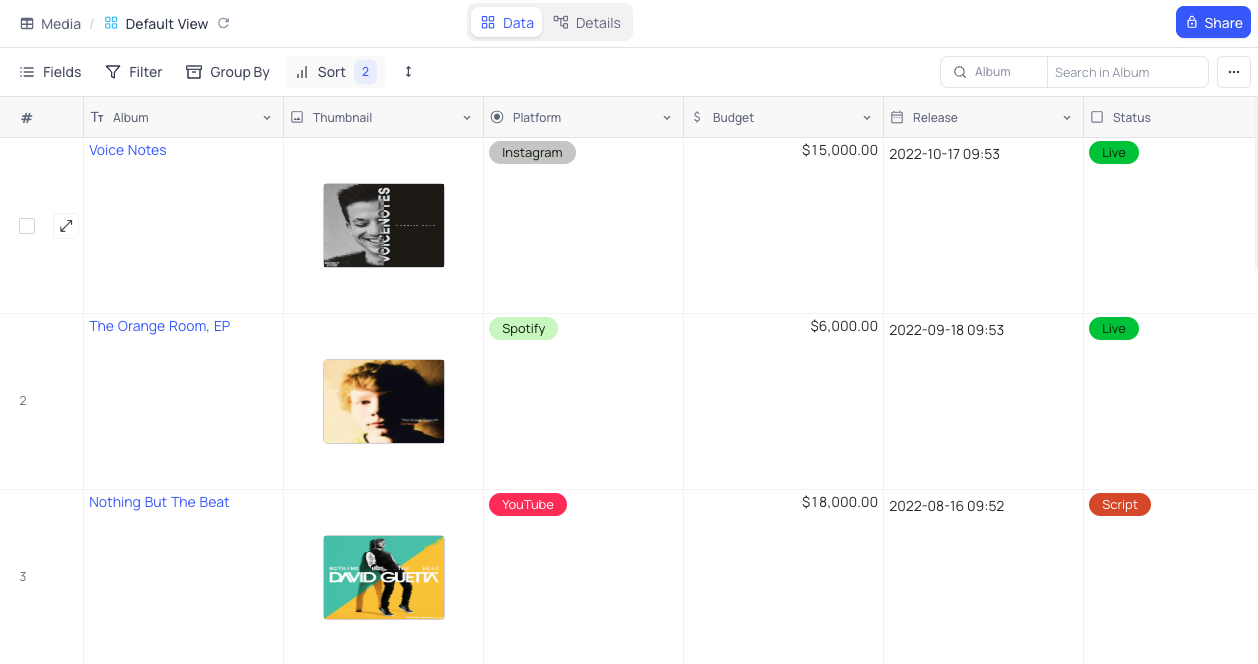 Media / Default View
Data Details
Share
Fields Filter Group By Sort 2
Album Search in Album
# Album Thumbnail Platform Budget Release Status
Voice Notes Instagram $15,000.00 2022-10-17 09:53 Live
VOICENOTES
2 The Orange Room, EP Spotify $6,000.00 2022-09-18 09:53 Live
3 Nothing But The Beat YouTube $18,000.00 2022-08-16 09:52 Script
NOTHING BUT THE BEAT
DAVID GUETTA